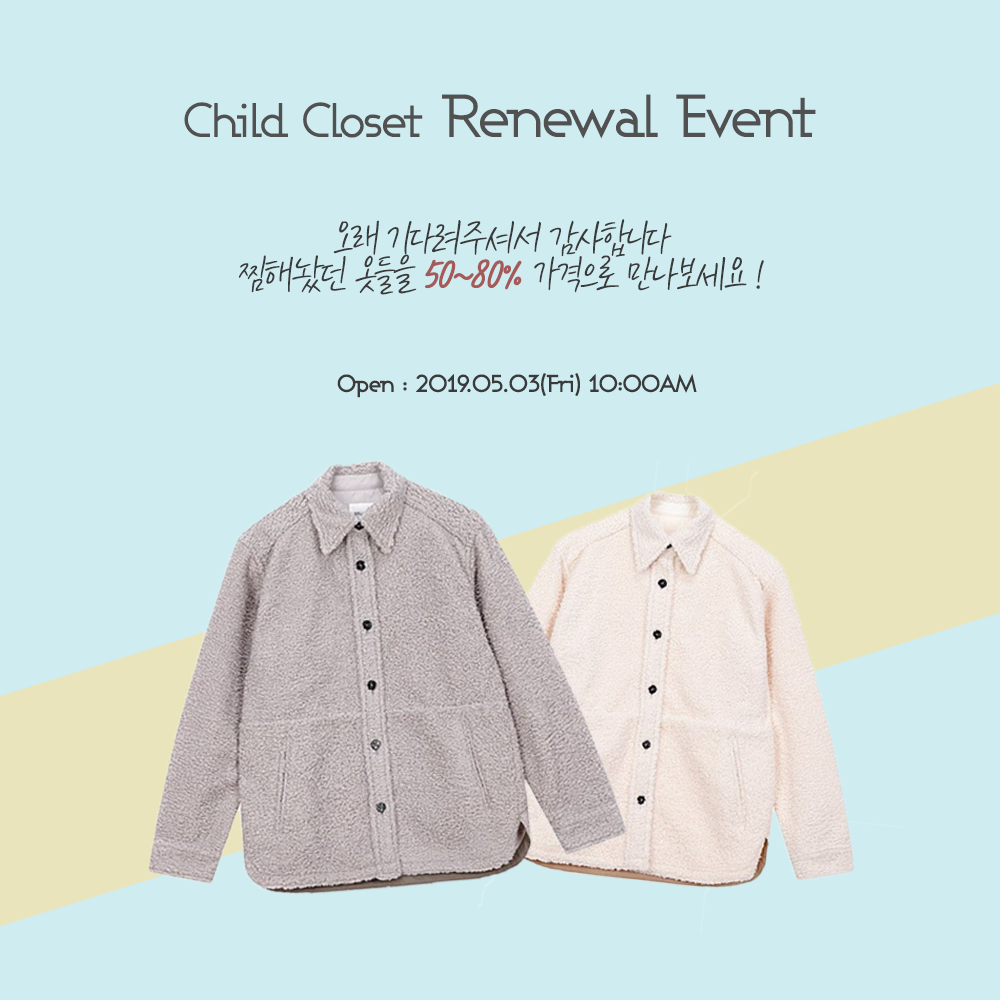 Child Closet Renewal Event
오래 기다려주셔서 감사합니다
찜해놨던 옷들을 50~80% 가격으로 만나보세요 !
Open : 2019.05.03(Fri) 10:00AM